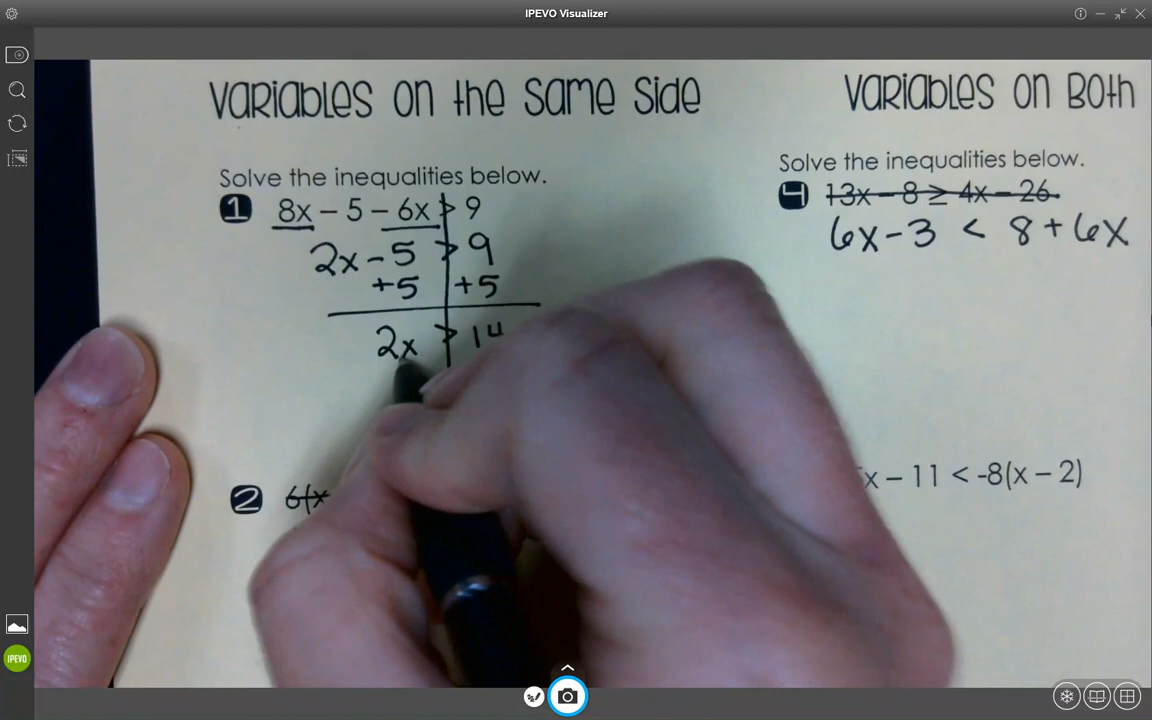 IPEVO Visualizer
Variables on the Same Side
Solve the inequalities below.
1 8x – 5 – 6x > 9
2x - 5 > 9
+5 +5
2x > 14
2 6(x
Variables on Both
Solve the inequalities below.
4 13x – 8 ≥ 4x – 26
6x - 3 < 8 + 6x
x – 11 < -8(x – 2)
IPEVO